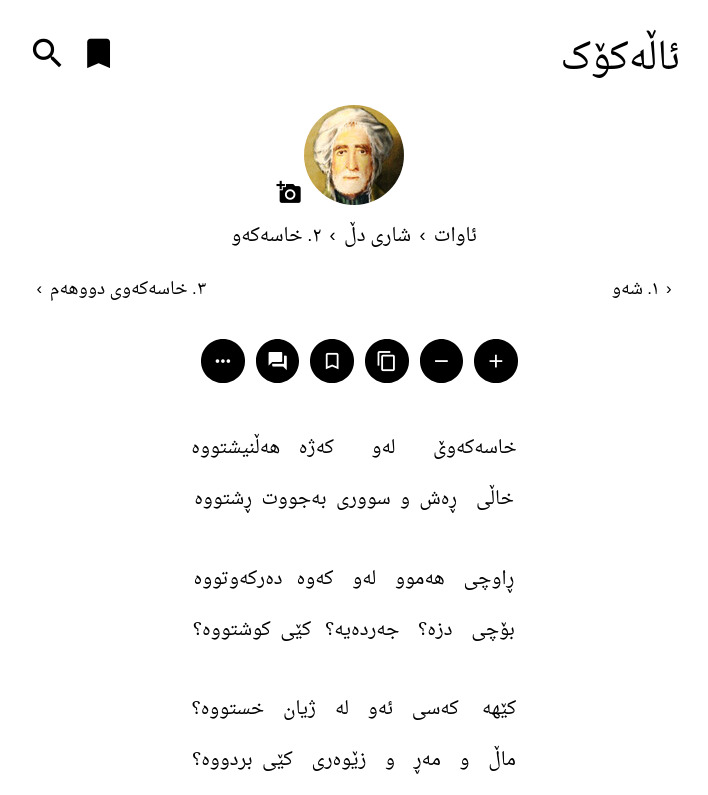 ئاڵەکۆک
ئاوات › شاری دڵ › ٢. خاسەکەو
‹ ١. شەو
٣. خاسەکەوی دووهەم ›
خاسەکەوێ لەو کەژە هەڵنیشتووە
خاڵی ڕەش و سووری بەجووت ڕشتووە
ڕاوچی هەموو لەو کەوە دەرکەوتووە
بۆچی دزە؟ جەردەیە؟ کێی کوشتووە؟
کێهە کەسی ئەو لە ژیان خستووە؟
ماڵ و مەڕ و زێوەری کێی بردووە؟